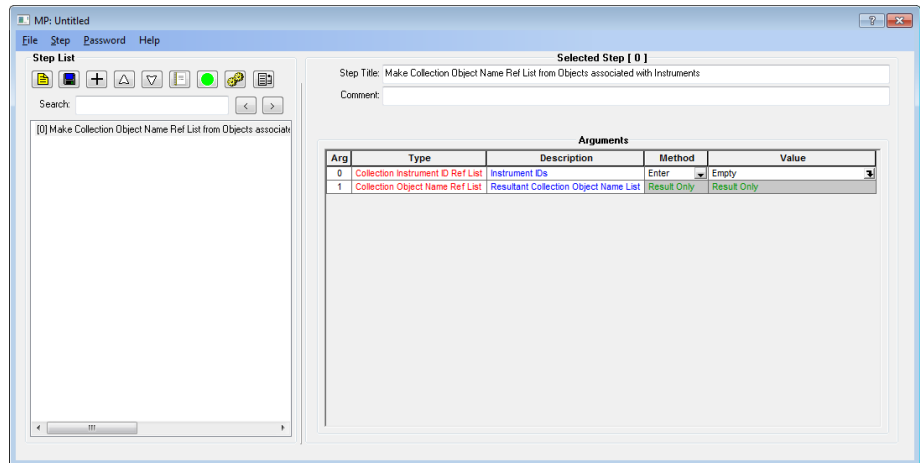 MP: Untitled
File Step Password Help
Step List
Search:
< >
[0] Make Collection Object Name Ref List from Objects associate
Selected Step [ 0 ]
Step Title: Make Collection Object Name Ref List from Objects associated with Instruments
Comment:
Arguments
Arg Type Description Method Value
0 Collection Instrument ID Ref List Instrument IDs Enter Empty
1 Collection Object Name Ref List Resultant Collection Object Name List Result Only Result Only